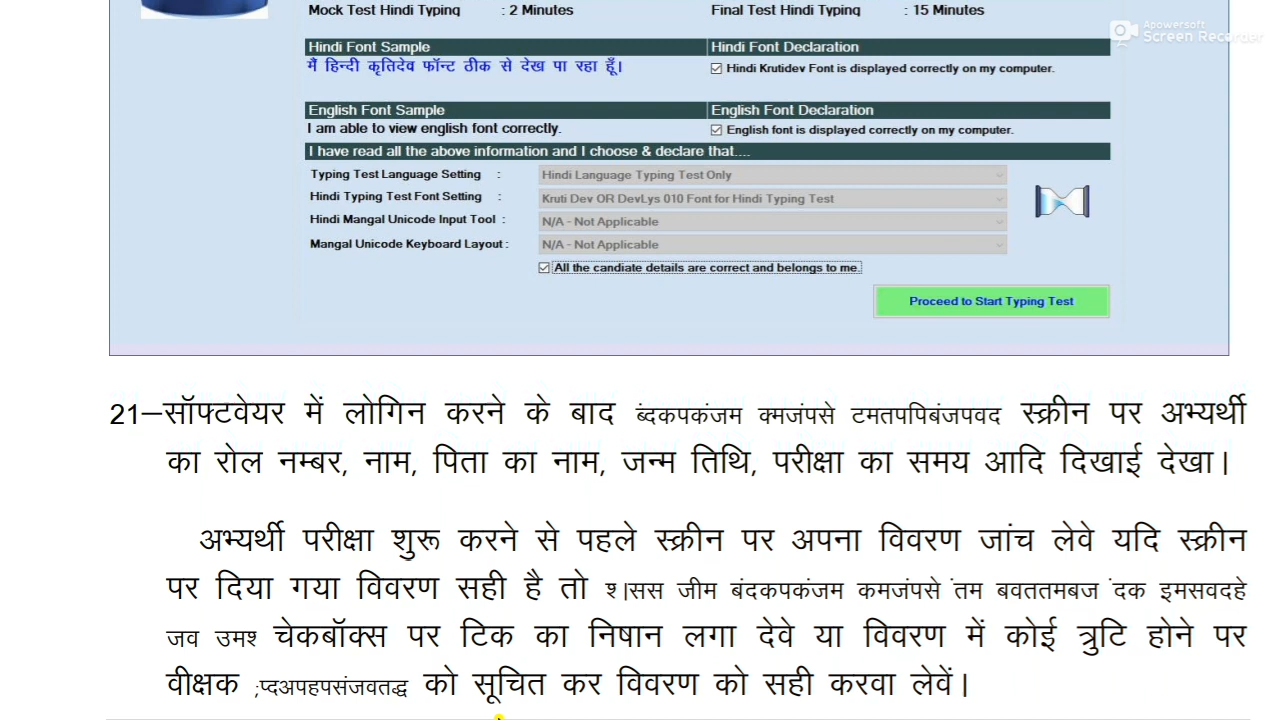 Mock Test Hindi Typing : 2 Minutes Final Test Hindi Typing : 15 Minutes
Apowersoft
Screen Recorder
Hindi Font Sample Hindi Font Declaration
मैं हिन्दी कृतिदेव फॉन्ट ठीक से देख पा रहा हूँ। Hindi Krutidev Font is displayed correctly on my computer.
English Font Sample English Font Declaration
I am able to view english font correctly. English font is displayed correctly on my computer.
I have read all the above information and I choose & declare that....
Typing Test Language Setting : Hindi Language Typing Test Only
Hindi Typing Test Font Setting : Kruti Dev OR DevLys 010 Font for Hindi Typing Test
Hindi Mangal Unicode Input Tool : N/A - Not Applicable
Mangal Unicode Keyboard Layout : N/A - Not Applicable
All the candiate details are correct and belongs to me.
Proceed to Start Typing Test
21–सॉफ्टवेयर में लोगिन करने के बाद ब्ंदकपकंजम क्मजंपसे टमतपपिबंजपवद स्क्रीन पर अभ्यर्थी
का रोल नम्बर, नाम, पिता का नाम, जन्म तिथि, परीक्षा का समय आदि दिखाई देखा।
अभ्यर्थी परीक्षा शुरू करने से पहले स्क्रीन पर अपना विवरण जांच लेवे यदि स्क्रीन
पर दिया गया विवरण सही है तो श्।सस जीम बंदकपकंजम कमजंपसे ंतम बवततमबज ंदक इमसवदहे
जव उमश् चेकबॉक्स पर टिक का निषान लगा देवे या विवरण में कोई त्रुटि होने पर
वीक्षक ;प्दअपहपसंजवतद्ध को सूचित कर विवरण को सही करवा लेवें।